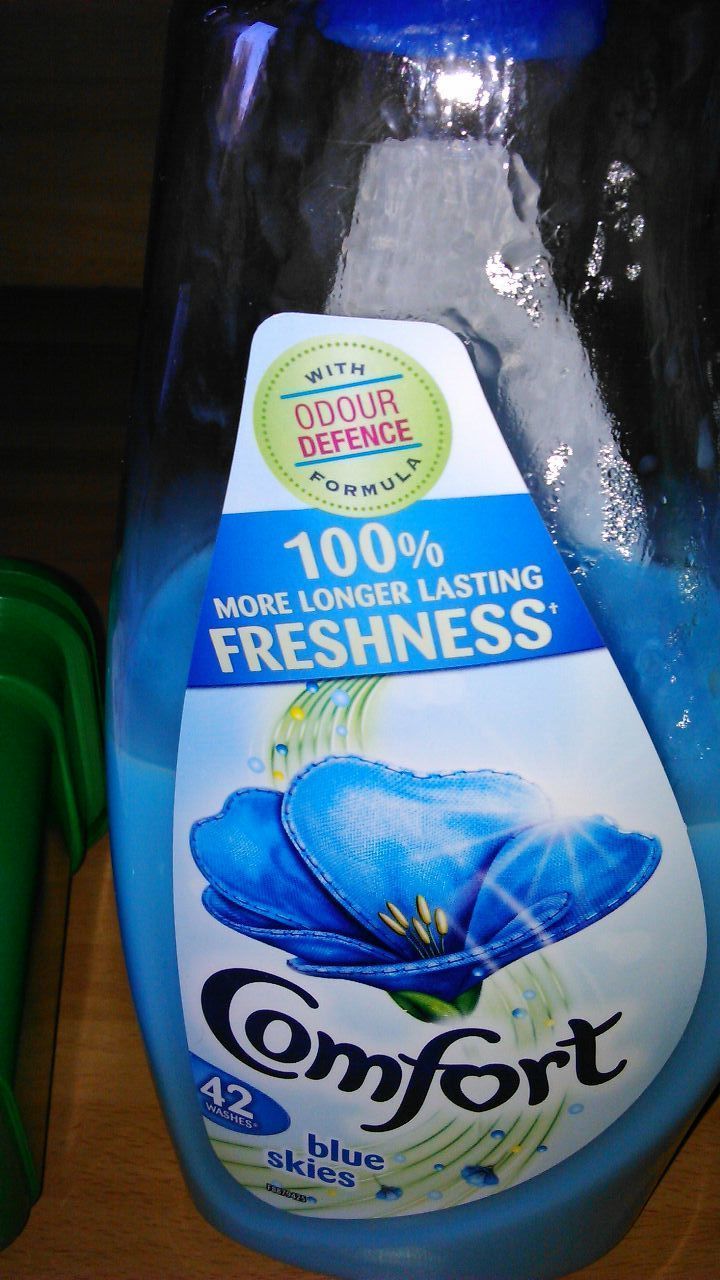 WITH
ODOUR
DEFENCE
FORMULA
100%
MORE LONGER LASTING
FRESHNESS†
Comfort
42
WASHES*
blue
skies